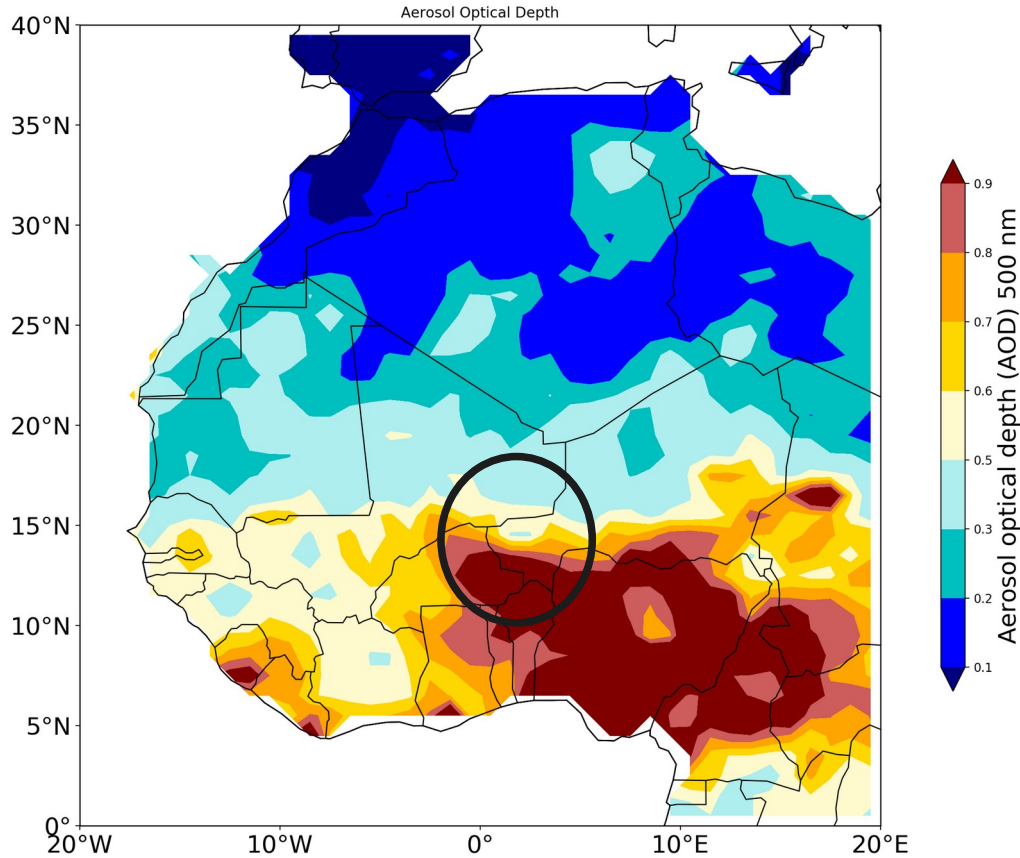 Aerosol Optical Depth
40°N
35°N
30°N
25°N
20°N
15°N
10°N
5°N
0°
20°W
10°W
0°
10°E
20°E
0.9
0.8
0.7
0.6
0.5
0.3
0.2
0.1
Aerosol optical depth (AOD) 500 nm